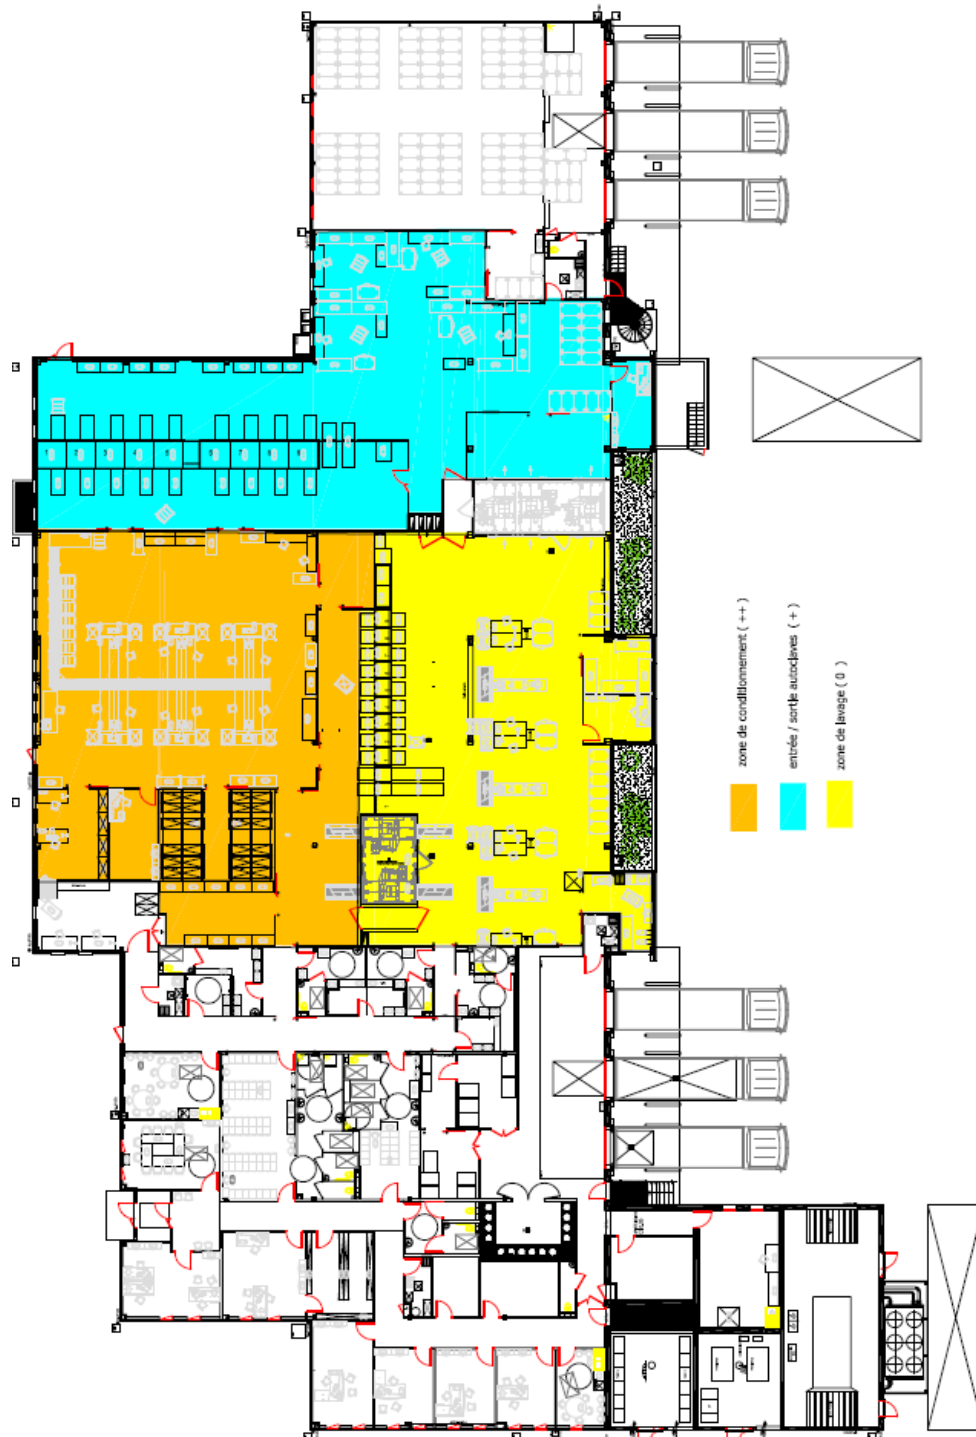 zone de conditionnement ( ++ )
entrée / sortie autoclaves ( + )
zone de lavage ( 0 )